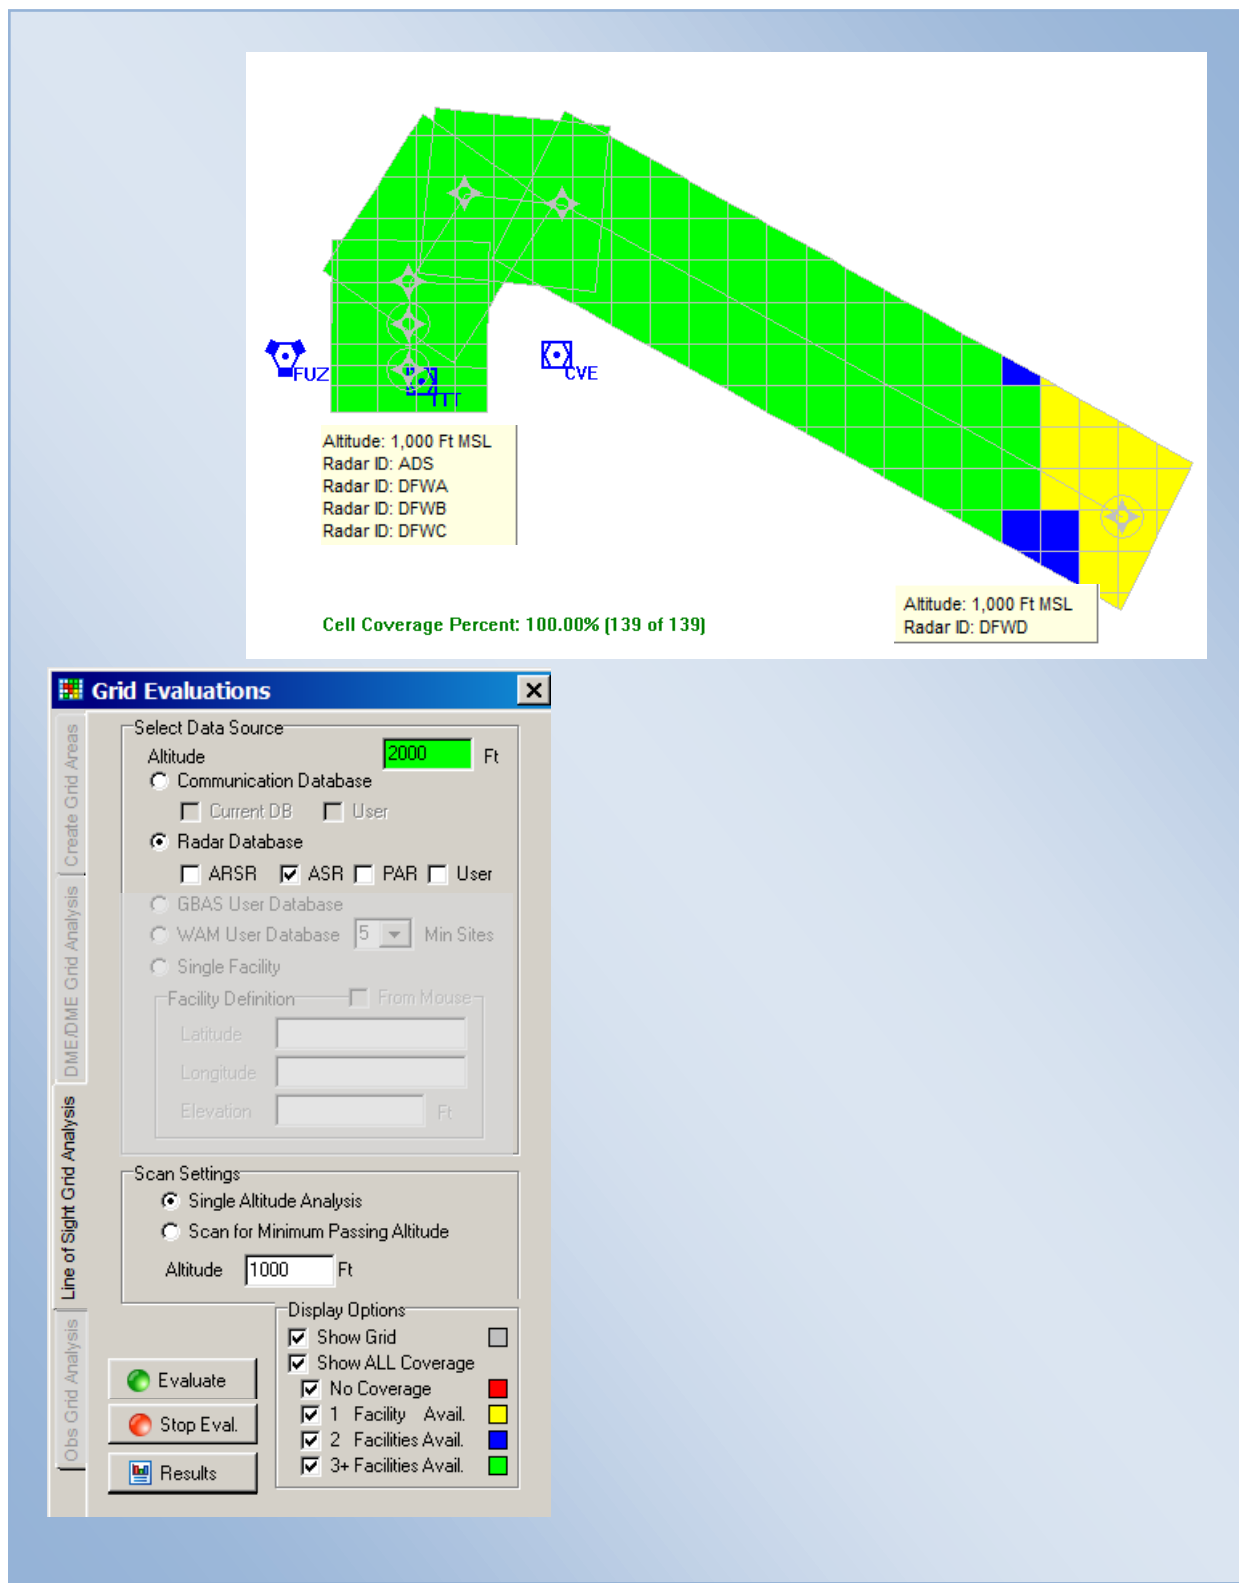 FUZ
TTT
CVE
Altitude: 1,000 Ft MSL
Radar ID: ADS
Radar ID: DFWA
Radar ID: DFWB
Radar ID: DFWC
Altitude: 1,000 Ft MSL
Radar ID: DFWD
Cell Coverage Percent: 100.00% (139 of 139)
Grid Evaluations
Create Grid Areas
DME/DME Grid Analysis
Line of Sight Grid Analysis
Obs Grid Analysis
Select Data Source
Altitude 2000 Ft
Communication Database
Current DB User
Radar Database
ARSR ASR PAR User
GBAS User Database
WAM User Database 5 Min Sites
Single Facility
Facility Definition From Mouse
Latitude
Longitude
Elevation Ft
Scan Settings
Single Altitude Analysis
Scan for Minimum Passing Altitude
Altitude 1000 Ft
Display Options
Show Grid
Show ALL Coverage
No Coverage
1 Facility Avail.
2 Facilities Avail.
3+ Facilities Avail.
Evaluate
Stop Eval.
Results